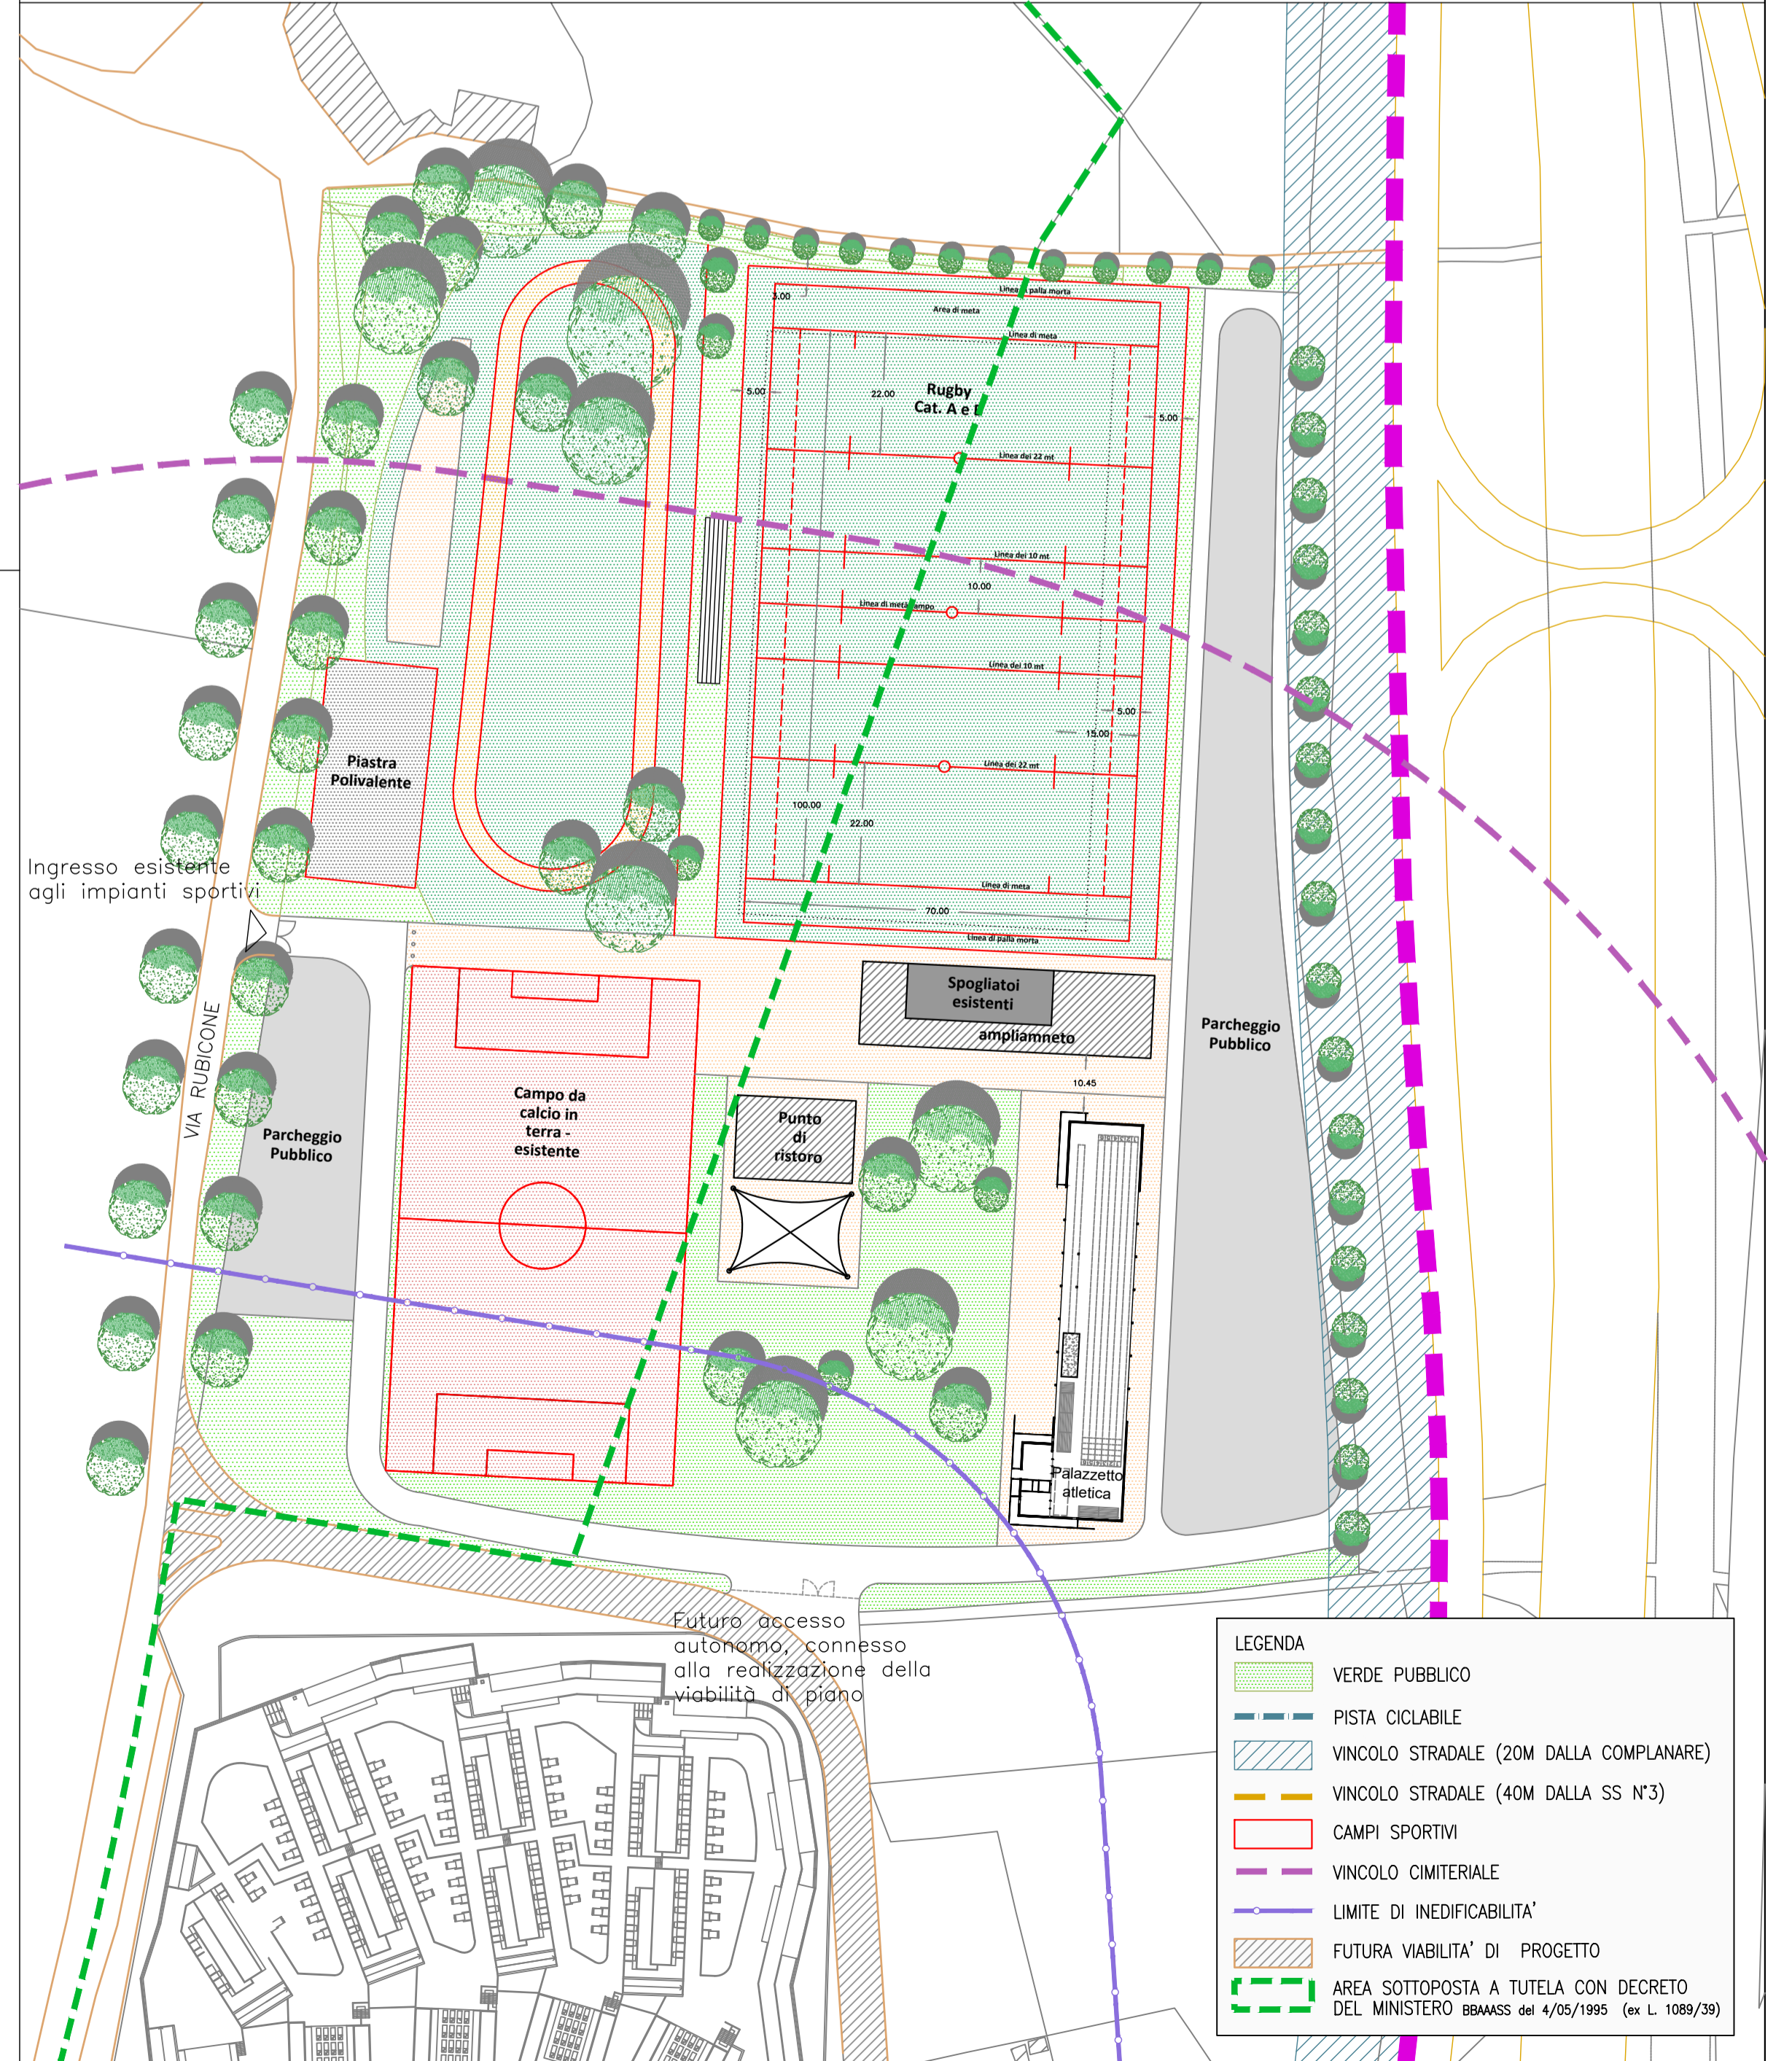 Linea di palla morta
3.00
Area di meta
Linea di meta
5.00
22.00
Rugby
Cat. A e
5.00
Linea dei 22 mt
Linea dei 10 mt
10.00
Linea di metà campo
Linea dei 10 mt
5.00
15.00
Linea dei 22 mt
100.00
22.00
Linea di meta
70.00
Linea di palla morta
Piastra
Polivalente
Ingresso esistente
agli impianti sportivi
VIA RUBICONE
Parcheggio
Pubblico
Campo da
calcio in
terra -
esistente
Spogliatoi
esistenti
ampliamneto
10.45
Punto
di
ristoro
Parcheggio
Pubblico
Palazzetto
atletica
Futuro accesso
autonomo, connesso
alla realizzazione della
viabilità di piano
LEGENDA
VERDE PUBBLICO
PISTA CICLABILE
VINCOLO STRADALE (20M DALLA COMPLANARE)
VINCOLO STRADALE (40M DALLA SS N°3)
CAMPI SPORTIVI
VINCOLO CIMITERIALE
LIMITE DI INEDIFICABILITA'
FUTURA VIABILITA' DI PROGETTO
AREA SOTTOPOSTA A TUTELA CON DECRETO
DEL MINISTERO BBAAASS del 4/05/1995 (ex L. 1089/39)